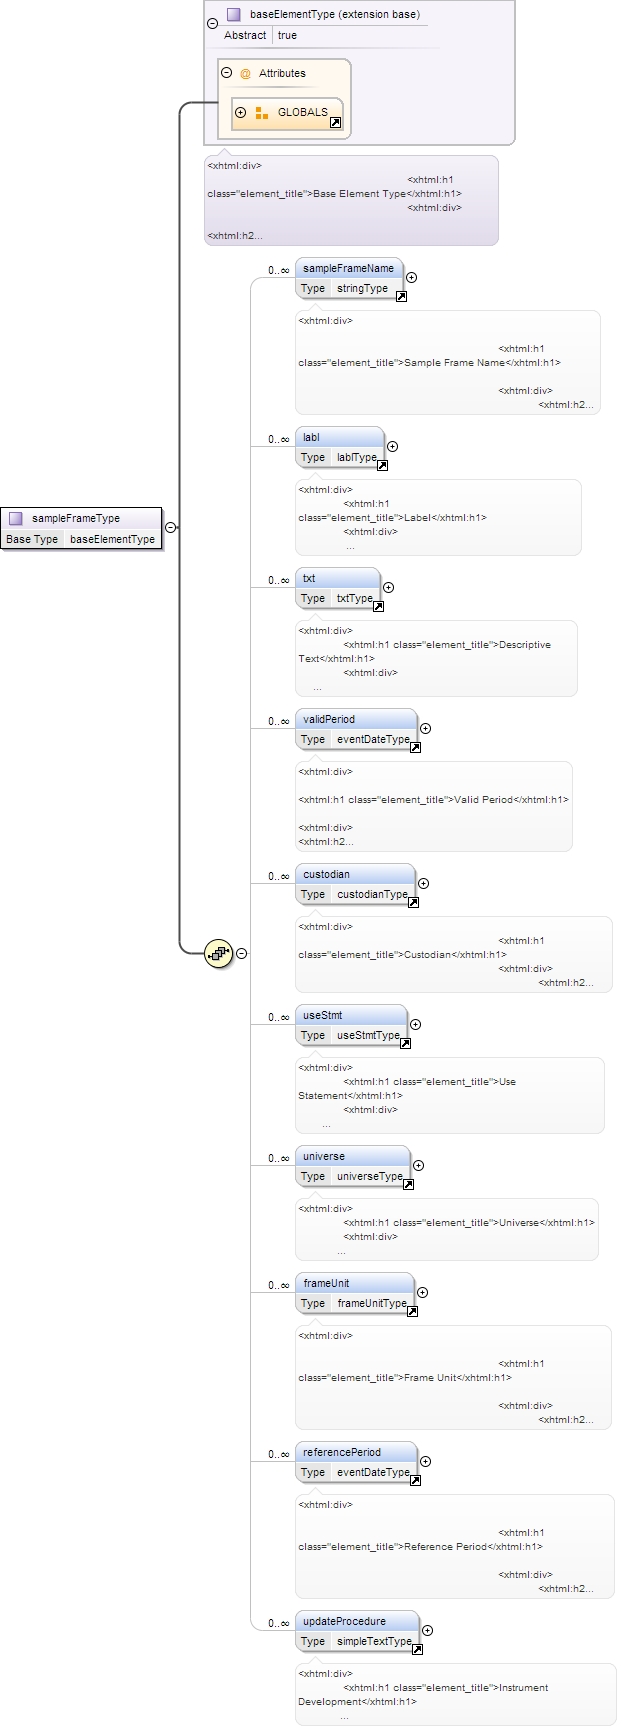 baseElementType (extension base)
Abstract true
@ Attributes
GLOBALS
<xhtml:div>
<xhtml:h1
class="element_title">Base Element Type</xhtml:h1>
<xhtml:div>
<xhtml:h2...
0..∞ sampleFrameName
Type stringType
<xhtml:div>
<xhtml:h1
class="element_title">Sample Frame Name</xhtml:h1>
<xhtml:div>
<xhtml:h2...
0..∞ labl
Type lablType
<xhtml:div>
<xhtml:h1
class="element_title">Label</xhtml:h1>
<xhtml:div>
...
sampleFrameType
Base Type baseElementType
0..∞ txt
Type txtType
<xhtml:div>
<xhtml:h1 class="element_title">Descriptive
Text</xhtml:h1>
<xhtml:div>
...
0..∞ validPeriod
Type eventDateType
<xhtml:div>
<xhtml:h1 class="element_title">Valid Period</xhtml:h1>
<xhtml:div>
<xhtml:h2...
0..∞ custodian
Type custodianType
<xhtml:div>
<xhtml:h1
class="element_title">Custodian</xhtml:h1>
<xhtml:div>
<xhtml:h2...
0..∞ useStmt
Type useStmtType
<xhtml:div>
<xhtml:h1 class="element_title">Use
Statement</xhtml:h1>
<xhtml:div>
...
0..∞ universe
Type universeType
<xhtml:div>
<xhtml:h1 class="element_title">Universe</xhtml:h1>
<xhtml:div>
...
0..∞ frameUnit
Type frameUnitType
<xhtml:div>
<xhtml:h1
class="element_title">Frame Unit</xhtml:h1>
<xhtml:div>
<xhtml:h2...
0..∞ referencePeriod
Type eventDateType
<xhtml:div>
<xhtml:h1
class="element_title">Reference Period</xhtml:h1>
<xhtml:div>
<xhtml:h2...
0..∞ updateProcedure
Type simpleTextType
<xhtml:div>
<xhtml:h1 class="element_title">Instrument
Development</xhtml:h1>
...